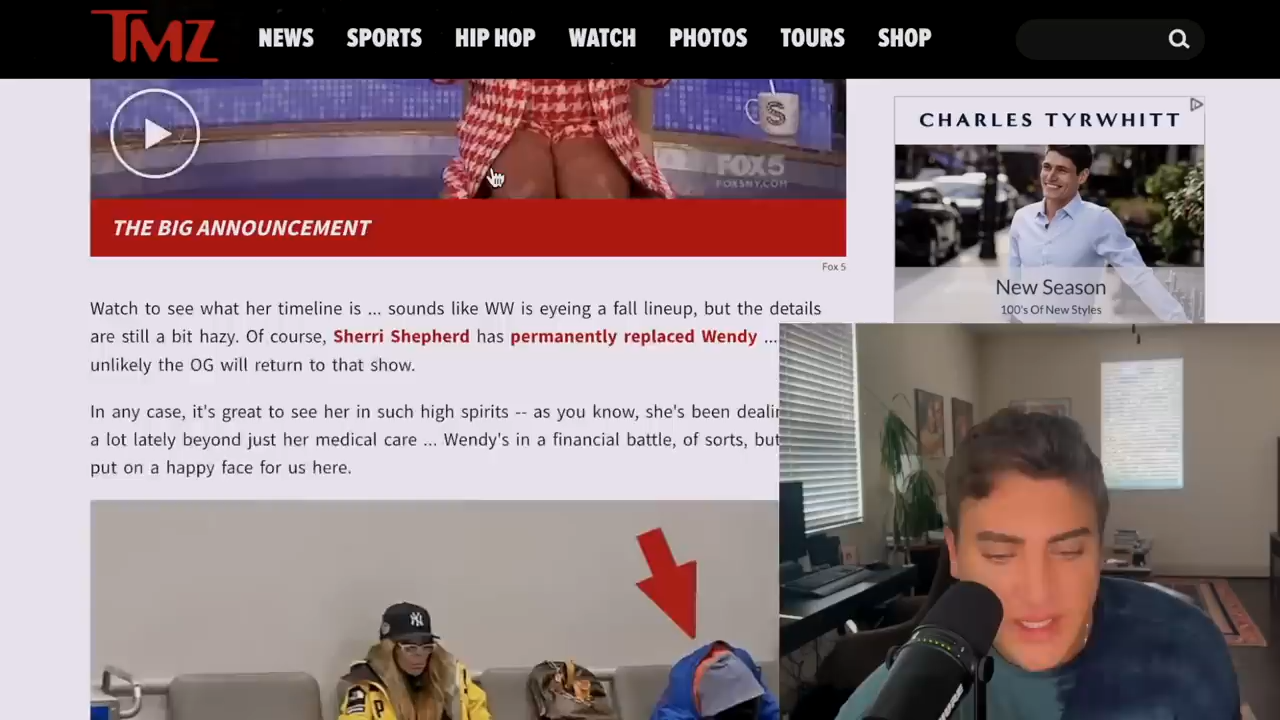 TMZ
NEWS SPORTS HIP HOP WATCH PHOTOS TOURS SHOP
S
FOX 5
FOX5NY.COM
THE BIG ANNOUNCEMENT
Fox 5
CHARLES TYRWHITT
New Season
100's Of New Styles
Watch to see what her timeline is ... sounds like WW is eyeing a fall lineup, but the details
are still a bit hazy. Of course, Sherri Shepherd has permanently replaced Wendy ...
unlikely the OG will return to that show.
In any case, it's great to see her in such high spirits -- as you know, she's been deali
a lot lately beyond just her medical care ... Wendy's in a financial battle, of sorts, but
put on a happy face for us here.
NY